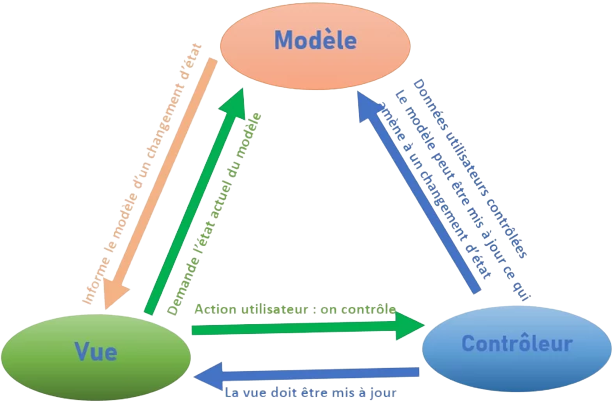 Modèle
Informe le modèle d'un changement d'état
Demande l'état actuel du modèle
Données utilisateurs contrôlées
Le modèle peut être mis à jour ce qui
amène à un changement d'état
Action utilisateur : on contrôle
Vue
Contrôleur
La vue doit être mis à jour